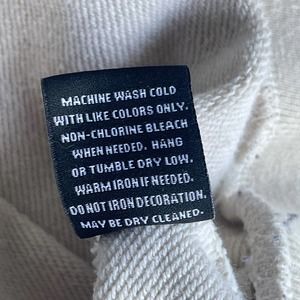 MACHINE WASH COLD
WITH LIKE COLORS ONLY.
NON-CHLORINE BLEACH
WHEN NEEDED. HANG
OR TUMBLE DRY LOW.
WARM IRON IF NEEDED.
DO NOT IRON DECORATION.
MAY BE DRY CLEANED.